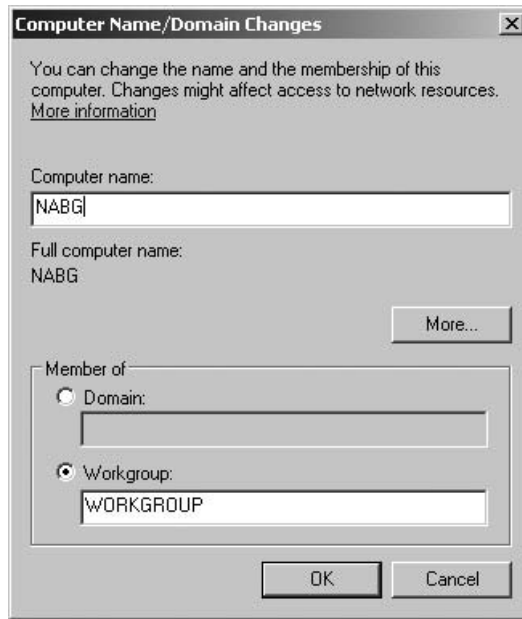 Computer Name/Domain Changes
You can change the name and the membership of this
computer. Changes might affect access to network resources.
More information
Computer name:
NABG
Full computer name:
NABG
More...
Member of
Domain:
Workgroup:
WORKGROUP
OK Cancel